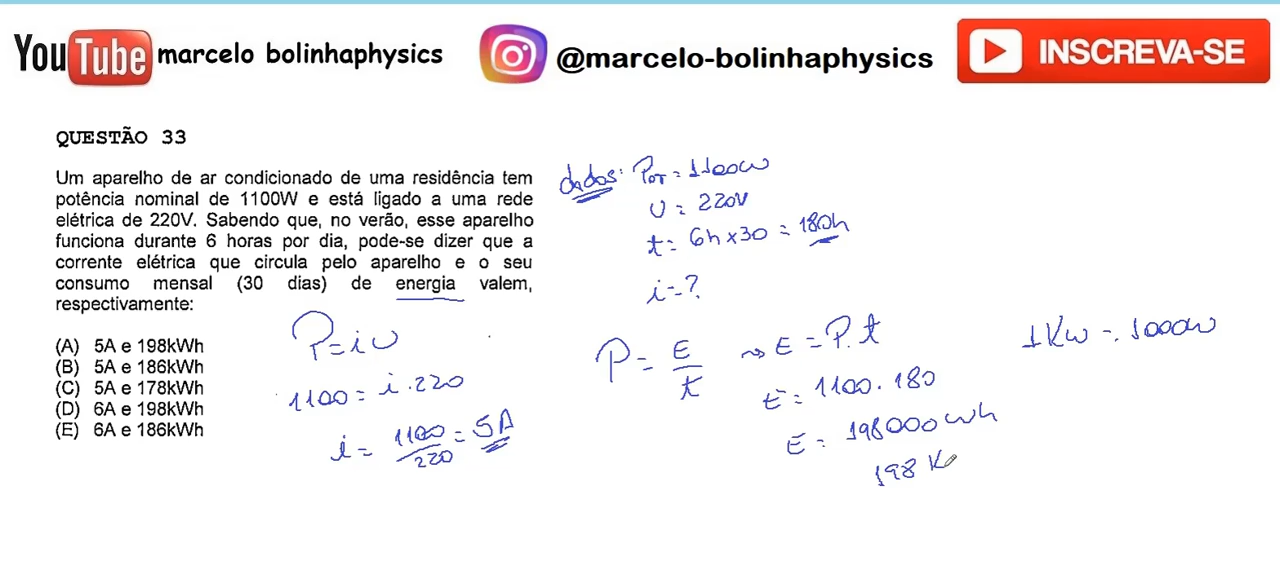 YouTube marcelo bolinhaphysics
@marcelo-bolinhaphysics
INSCREVA-SE
QUESTÃO 33
Um aparelho de ar condicionado de uma residência tem
potência nominal de 1100W e está ligado a uma rede
elétrica de 220V. Sabendo que, no verão, esse aparelho
funciona durante 6 horas por dia, pode-se dizer que a
corrente elétrica que circula pelo aparelho e o seu
consumo mensal (30 dias) de energia valem,
respectivamente:
(A) 5A e 198kWh
(B) 5A e 186kWh
(C) 5A e 178kWh
(D) 6A e 198kWh
(E) 6A e 186kWh
dados: Pot = 1100W
U = 220V
t = 6h x 30 = 180h
i = ?
P = i U
1100 = i . 220
i = 1100/220 = 5A
P = E/t ⇝ E = P. t
E = 1100 . 180
E = 198000 Wh
198 K
1 Kw = 1000w